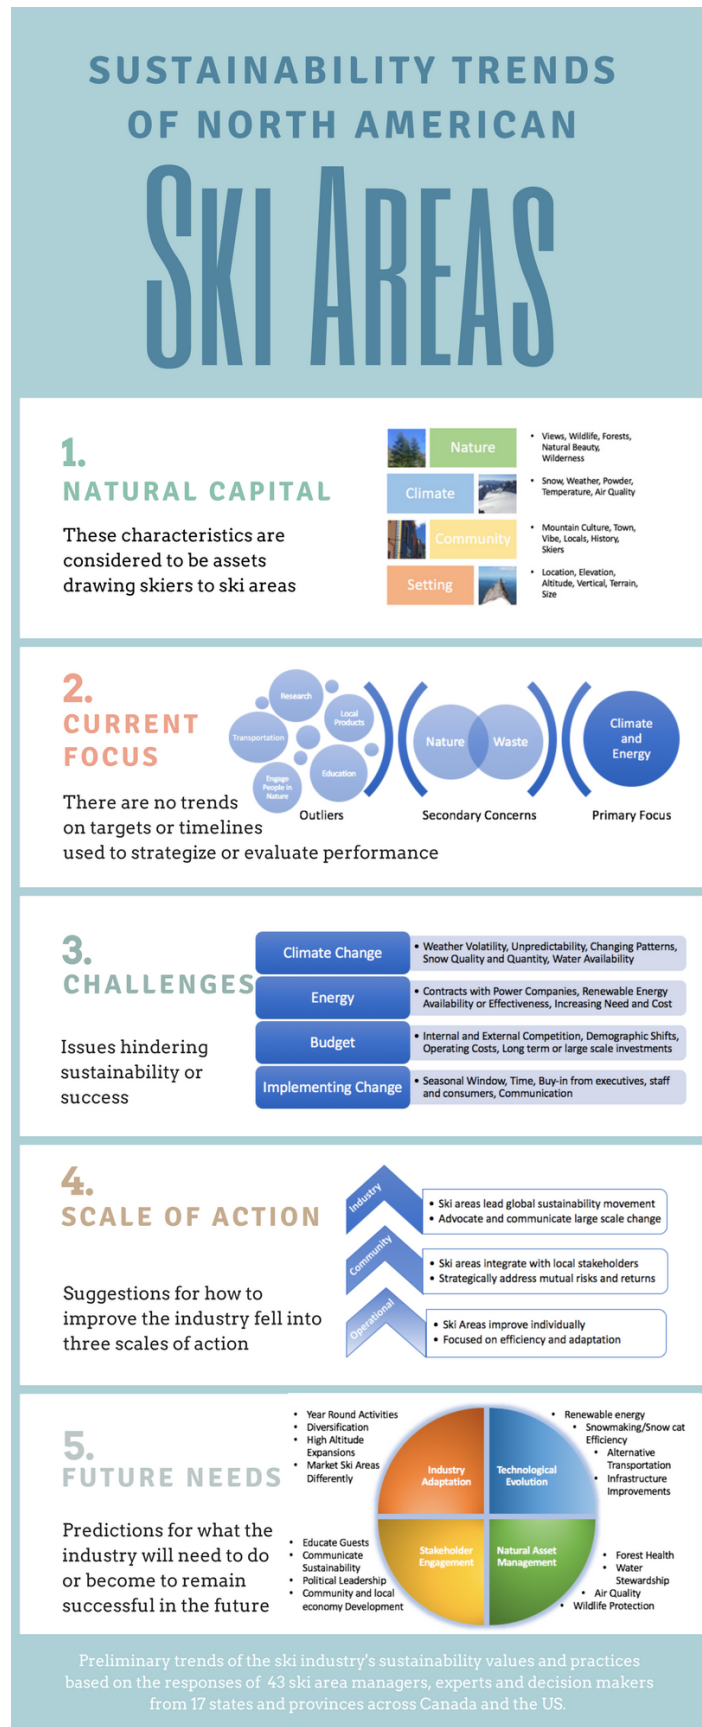 SUSTAINABILITY TRENDS
OF NORTH AMERICAN
SKI AREAS
1.
NATURAL CAPITAL
These characteristics are
considered to be assets
drawing skiers to ski areas
Nature
• Views, Wildlife, Forests,
Natural Beauty,
Wilderness
Climate
• Snow, Weather, Powder,
Temperature, Air Quality
Community
• Mountain Culture, Town,
Vibe, Locals, History,
Skiers
Setting
• Location, Elevation,
Altitude, Vertical, Terrain,
Size
2.
CURRENT
FOCUS
There are no trends
on targets or timelines
used to strategize or evaluate performance
Research
Local
Products
Transportation
Education
Engage
People in
Nature
Outliers
Nature
Waste
Secondary Concerns
Climate
and
Energy
Primary Focus
3.
CHALLENGES
Issues hindering
sustainability or
success
Climate Change
• Weather Volatility, Unpredictability, Changing Patterns,
Snow Quality and Quantity, Water Availability
Energy
• Contracts with Power Companies, Renewable Energy
Availability or Effectiveness, Increasing Need and Cost
Budget
• Internal and External Competition, Demographic Shifts,
Operating Costs, Long term or large scale investments
Implementing Change
• Seasonal Window, Time, Buy-in from executives, staff
and consumers, Communication
4.
SCALE OF ACTION
Suggestions for how to
improve the industry fell into
three scales of action
Industry
• Ski areas lead global sustainability movement
• Advocate and communicate large scale change
Community
• Ski areas integrate with local stakeholders
• Strategically address mutual risks and returns
Operational
• Ski Areas improve individually
• Focused on efficiency and adaptation
5.
FUTURE NEEDS
Predictions for what the
industry will need to do
or become to remain
successful in the future
• Year Round Activities
• Diversification
• High Altitude
Expansions
• Market Ski Areas
Differently
Industry
Adaptation
Technological
Evolution
• Renewable energy
• Snowmaking/Snow cat
Efficiency
• Alternative
Transportation
• Infrastructure
Improvements
• Educate Guests
• Communicate
Sustainability
• Political Leadership
• Community and local
economy Development
Stakeholder
Engagement
Natural Asset
Management
• Forest Health
• Water
Stewardship
• Air Quality
• Wildlife Protection
Preliminary trends of the ski industry's sustainability values and practices
based on the responses of 43 ski area managers, experts and decision makers
from 17 states and provinces across Canada and the US.